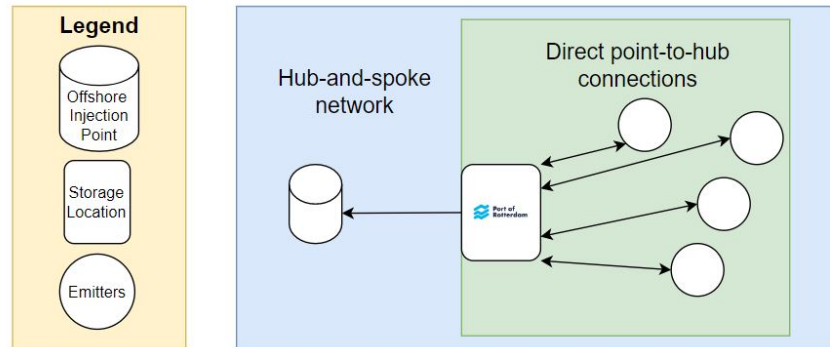 Legend
Offshore
Injection
Point
Storage
Location
Emitters
Hub-and-spoke
network
Direct point-to-hub
connections
Port of
Rotterdam